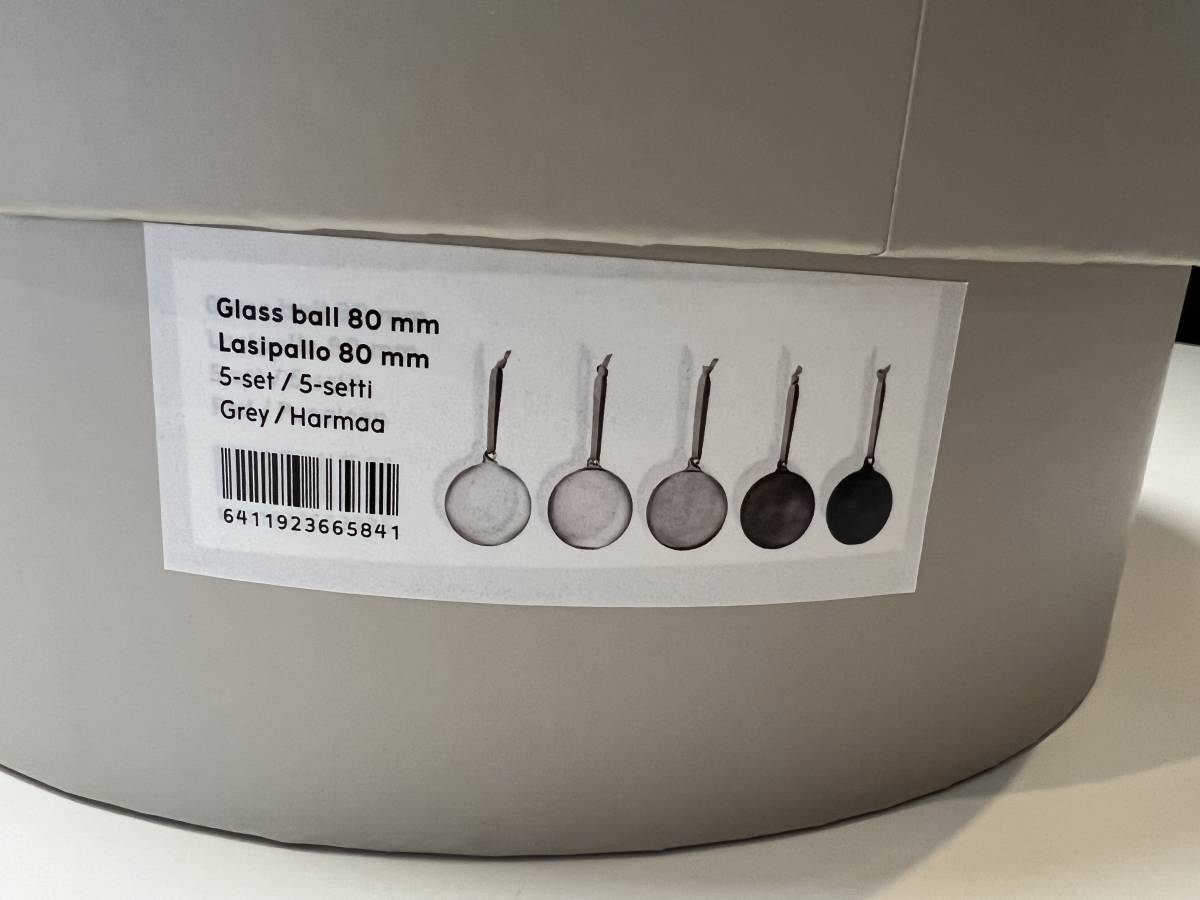 Glass ball 80 mm
Lasipallo 80 mm
5-set / 5-setti
Grey / Harmaa
6411923665841